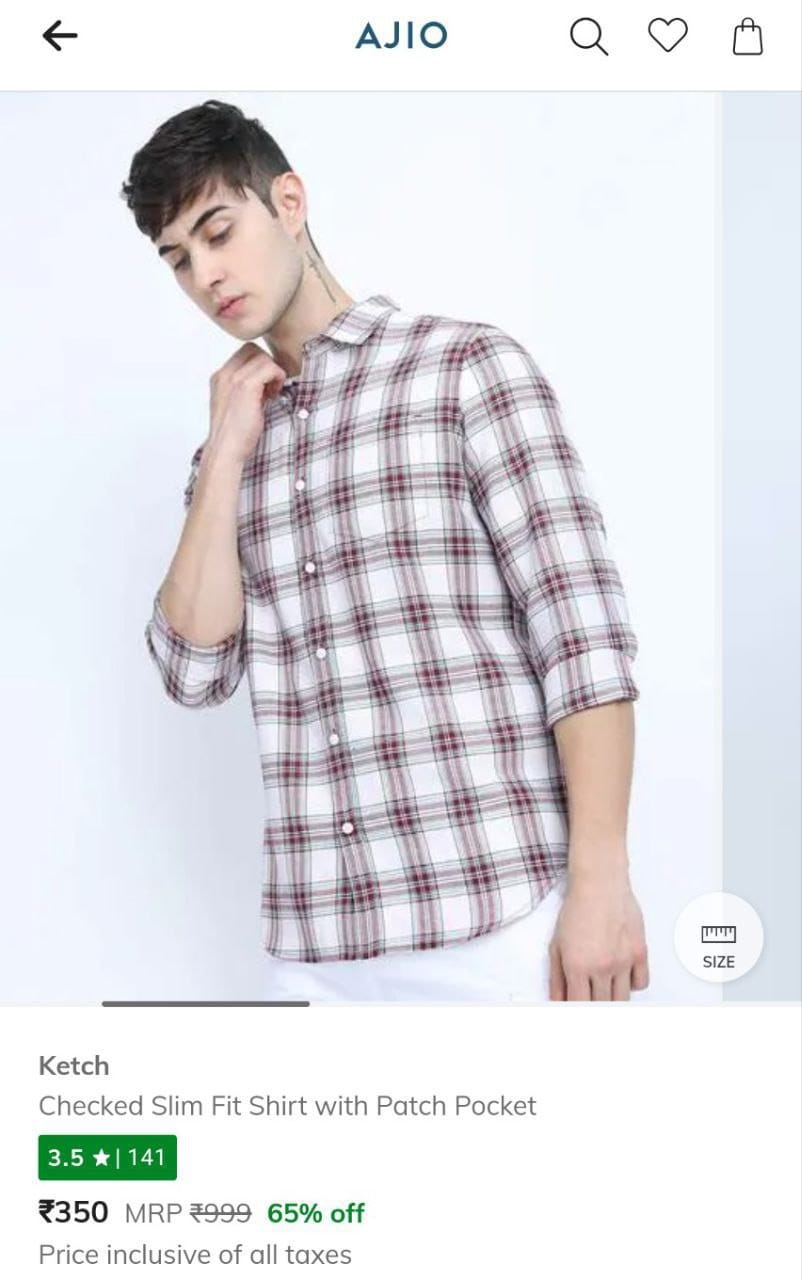 AJIO
SIZE
Ketch
Checked Slim Fit Shirt with Patch Pocket
3.5 ★ | 141
₹350 MRP ₹999 65% off
Price inclusive of all taxes